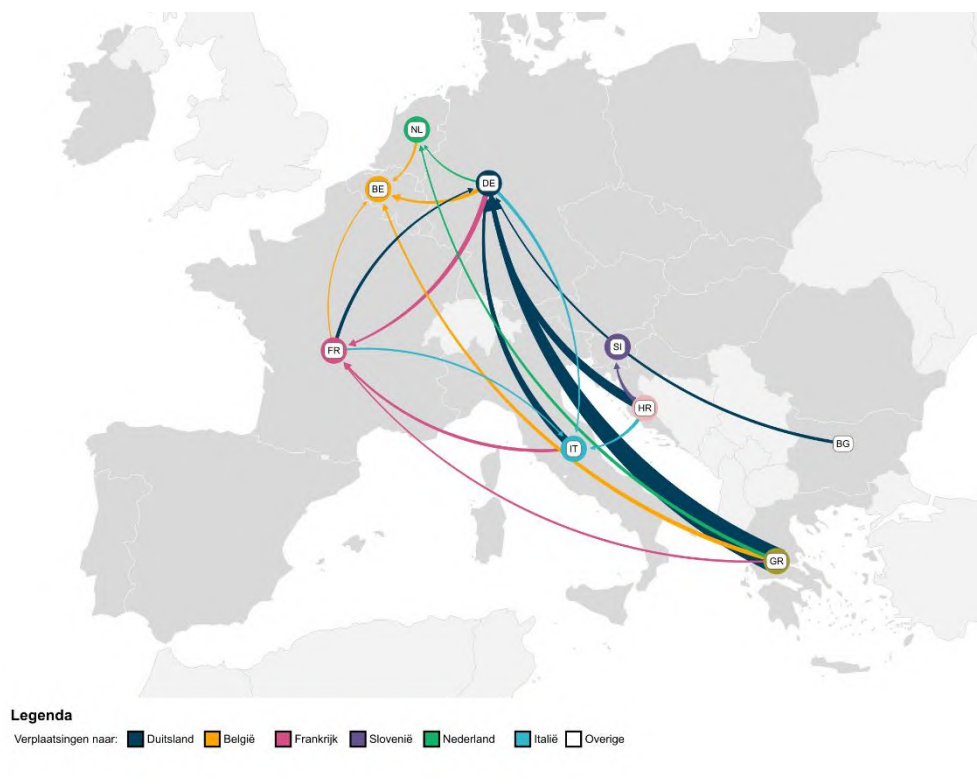 NL
BE
DE
FR
SI
HR
IT
BG
GR
Legenda
Verplaatsingen naar: Duitsland België Frankrijk Slovenië Nederland Italië Overige